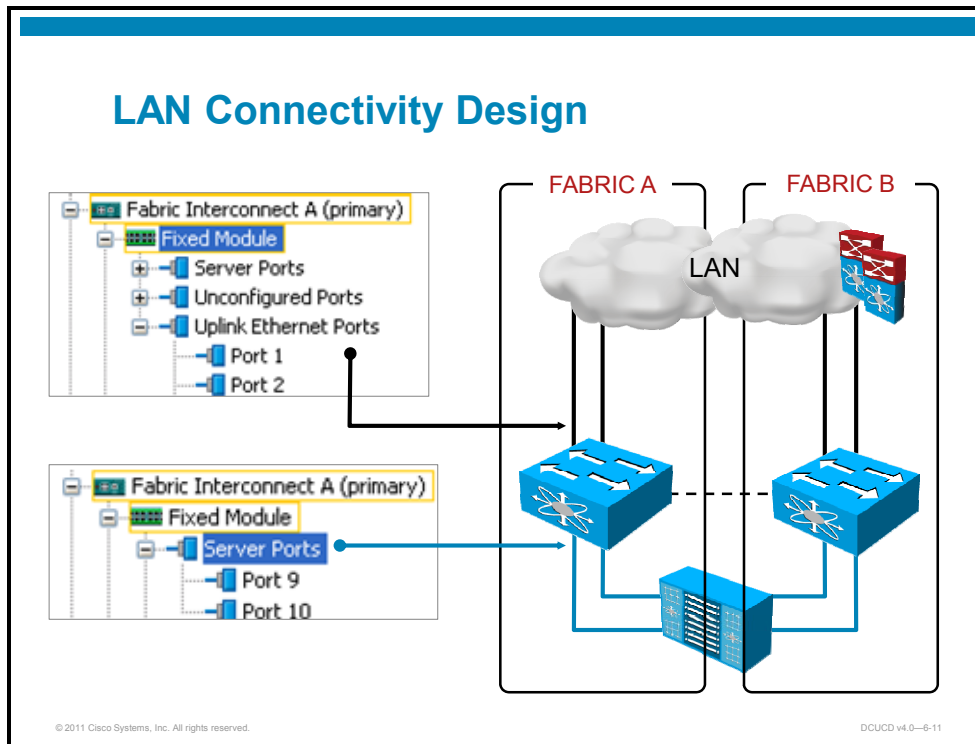 LAN Connectivity Design
Fabric Interconnect A (primary)
Fixed Module
Server Ports
Unconfigured Ports
Uplink Ethernet Ports
Port 1
Port 2
Fabric Interconnect A (primary)
Fixed Module
Server Ports
Port 9
Port 10
FABRIC A
FABRIC B
LAN
© 2011 Cisco Systems, Inc. All rights reserved.
DCUCD v4.0—6-11